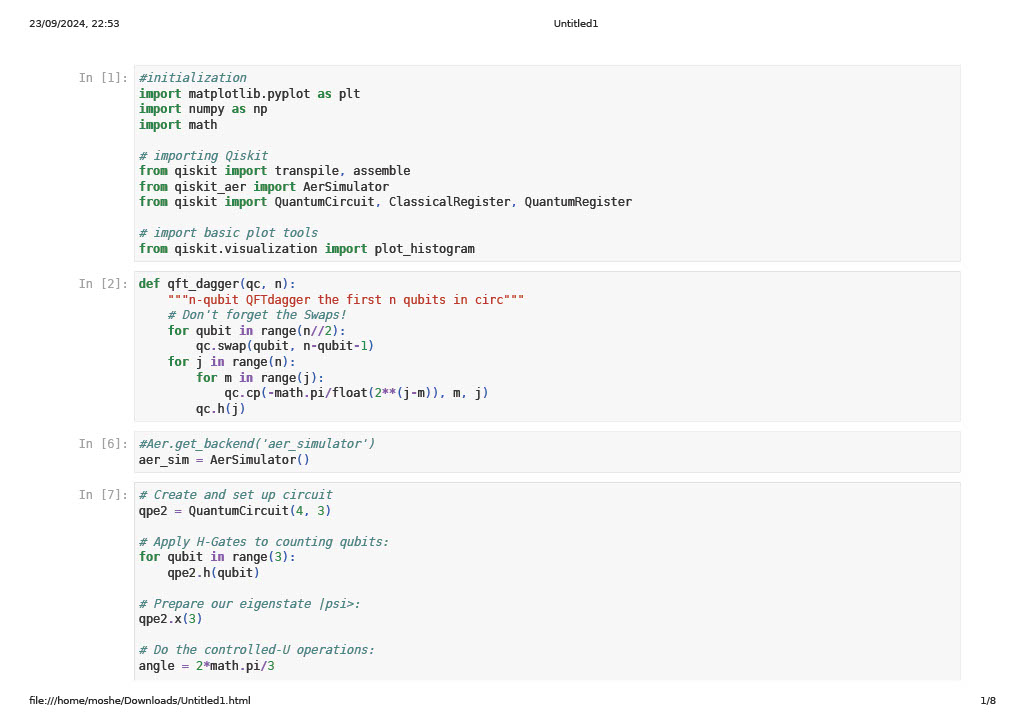 23/09/2024, 22:53
Untitled1
In [1]:
#initialization
import matplotlib.pyplot as plt
import numpy as np
import math

# importing Qiskit
from qiskit import transpile, assemble
from qiskit_aer import AerSimulator
from qiskit import QuantumCircuit, ClassicalRegister, QuantumRegister

# import basic plot tools
from qiskit.visualization import plot_histogram
In [2]:
def qft_dagger(qc, n):
    """n-qubit QFTdagger the first n qubits in circ"""
    # Don't forget the Swaps!
    for qubit in range(n//2):
        qc.swap(qubit, n-qubit-1)
    for j in range(n):
        for m in range(j):
            qc.cp(-math.pi/float(2**(j-m)), m, j)
        qc.h(j)
In [6]:
#Aer.get_backend('aer_simulator')
aer_sim = AerSimulator()
In [7]:
# Create and set up circuit
qpe2 = QuantumCircuit(4, 3)

# Apply H-Gates to counting qubits:
for qubit in range(3):
    qpe2.h(qubit)

# Prepare our eigenstate |psi>:
qpe2.x(3)

# Do the controlled-U operations:
angle = 2*math.pi/3
file:///home/moshe/Downloads/Untitled1.html
1/8